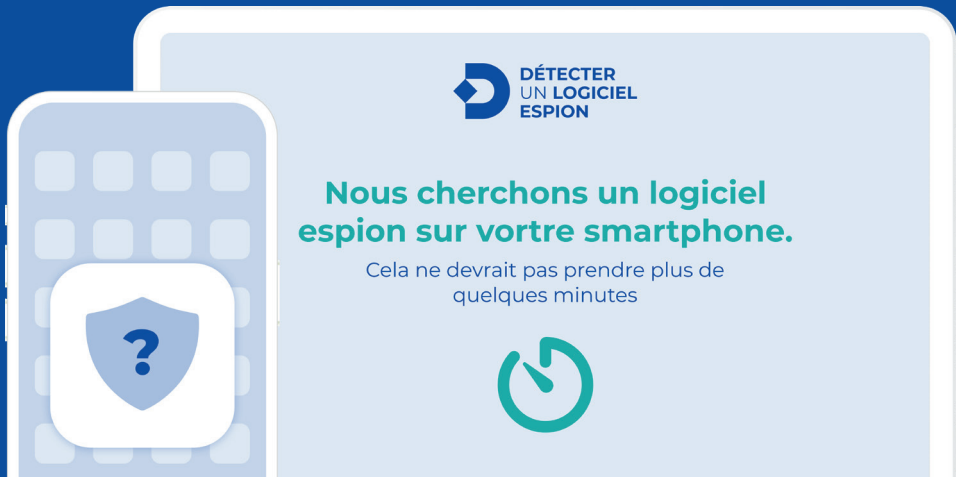 DÉTECTER
UN LOGICIEL
ESPION
Nous cherchons un logiciel
espion sur vortre smartphone.
Cela ne devrait pas prendre plus de
quelques minutes
?